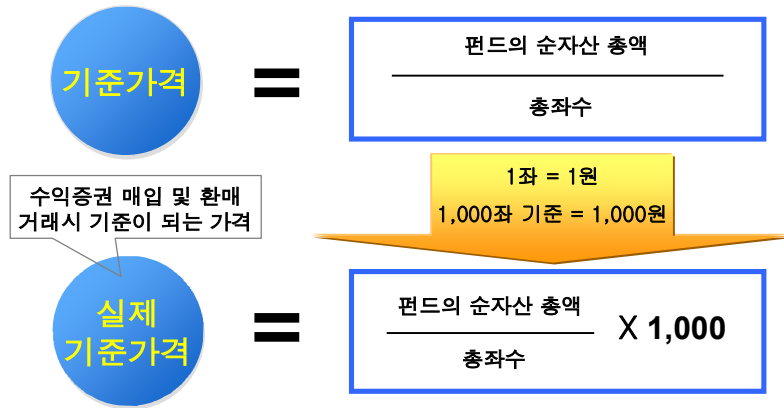 기준가격
=
펀드의 순자산 총액
총좌수
1좌 = 1원
1,000좌 기준 = 1,000원
수익증권 매입 및 환매
거래시 기준이 되는 가격
실제
기준가격
=
펀드의 순자산 총액
총좌수
X 1,000